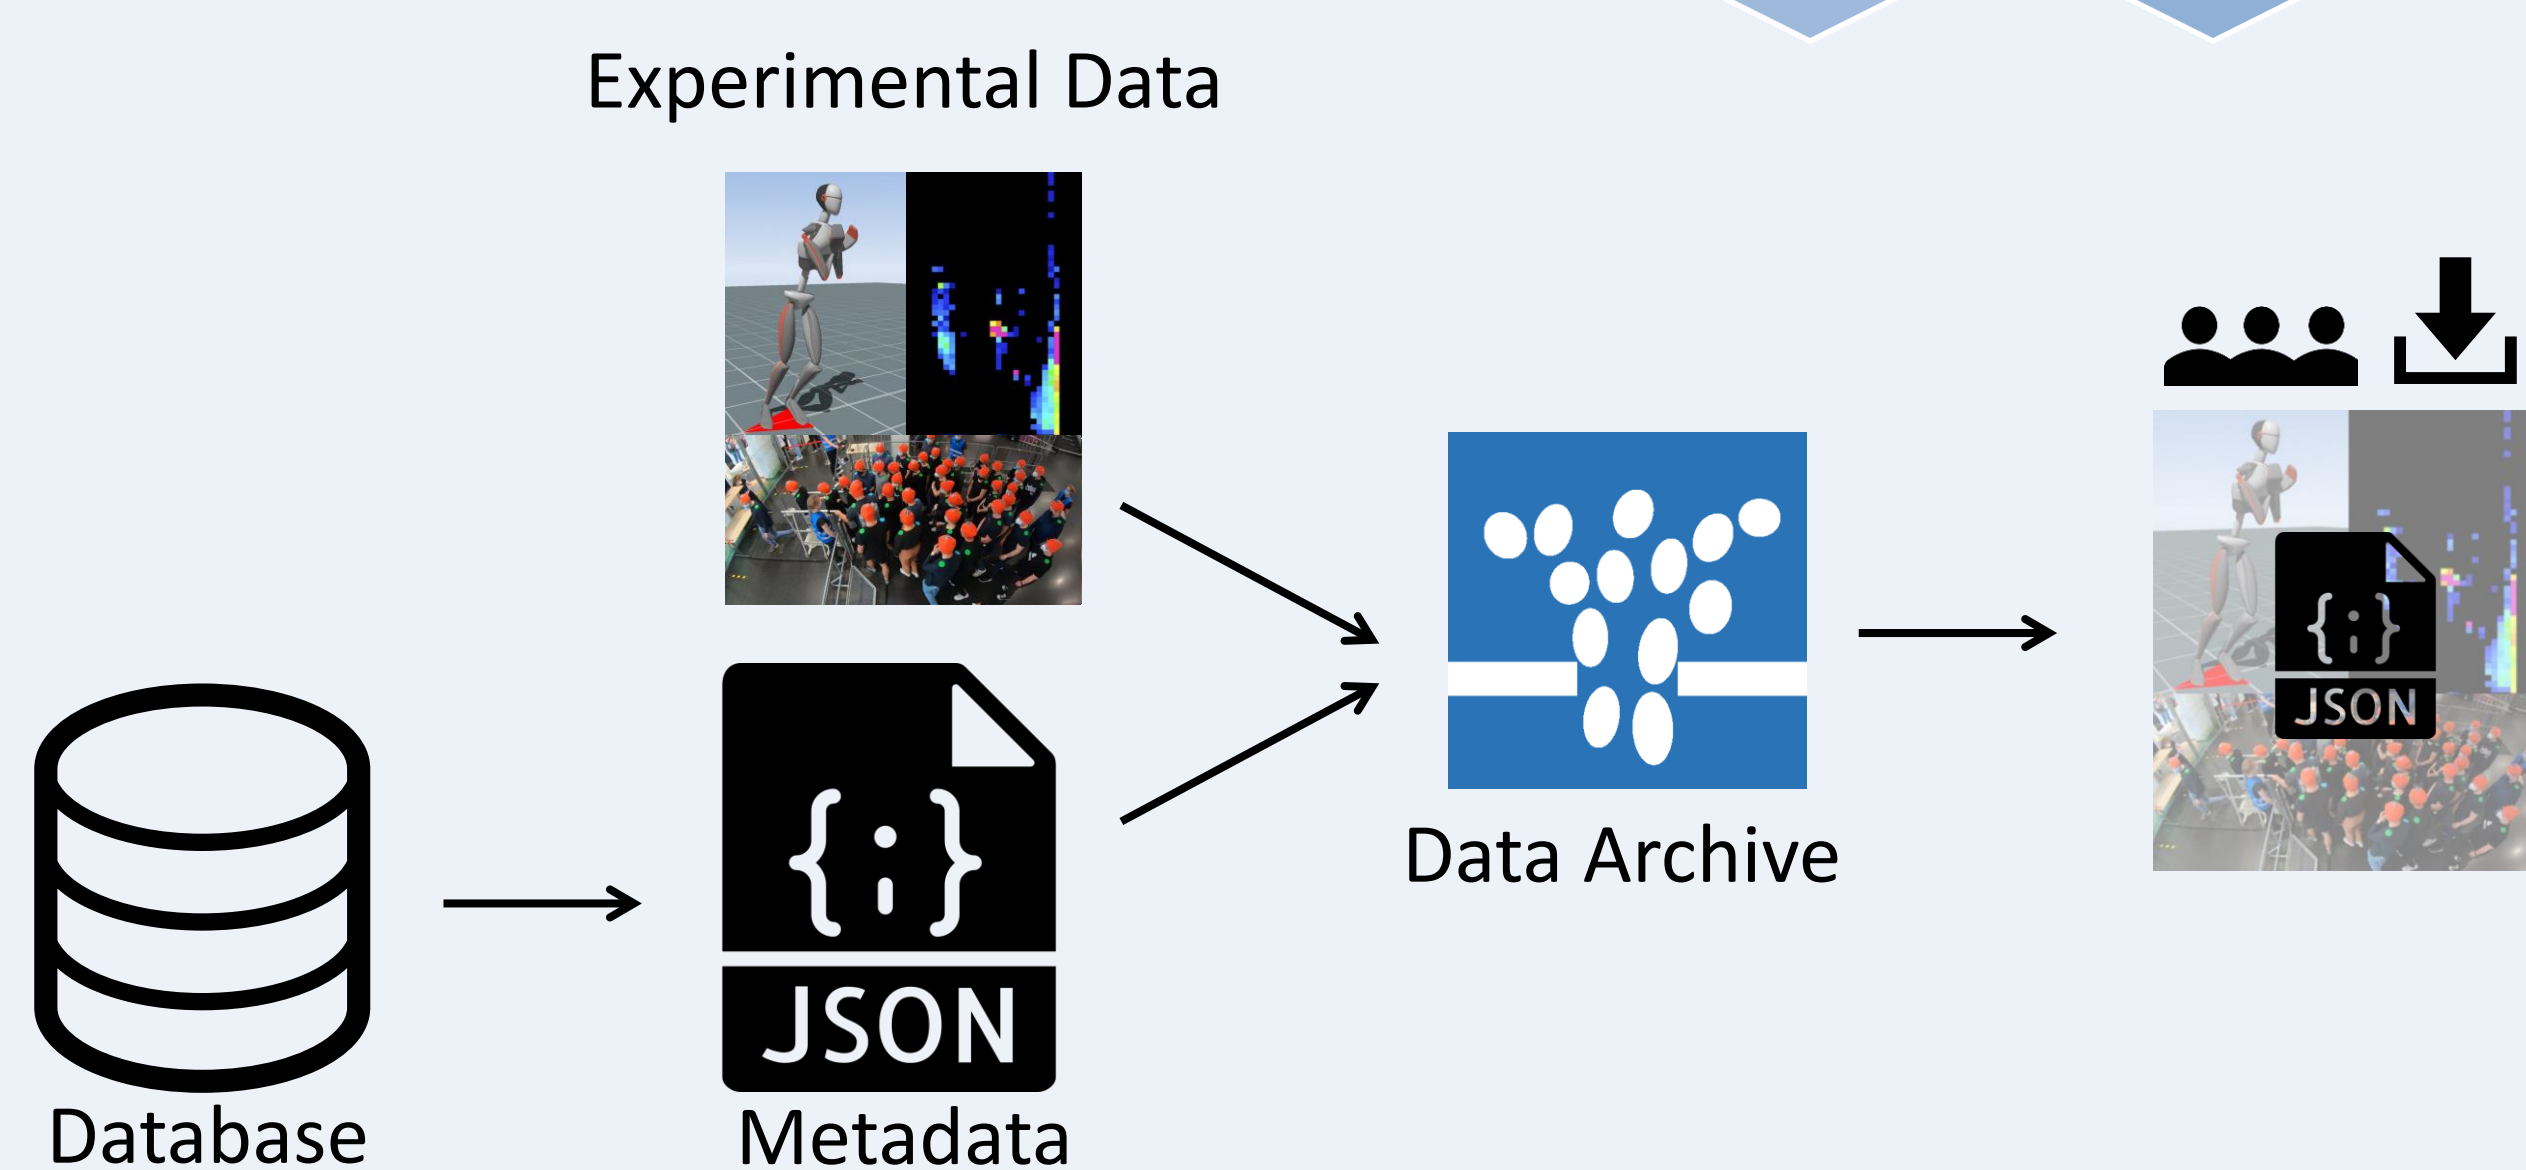 Experimental Data
Data Archive
{;}
JSON
{;}
JSON
Database
Metadata